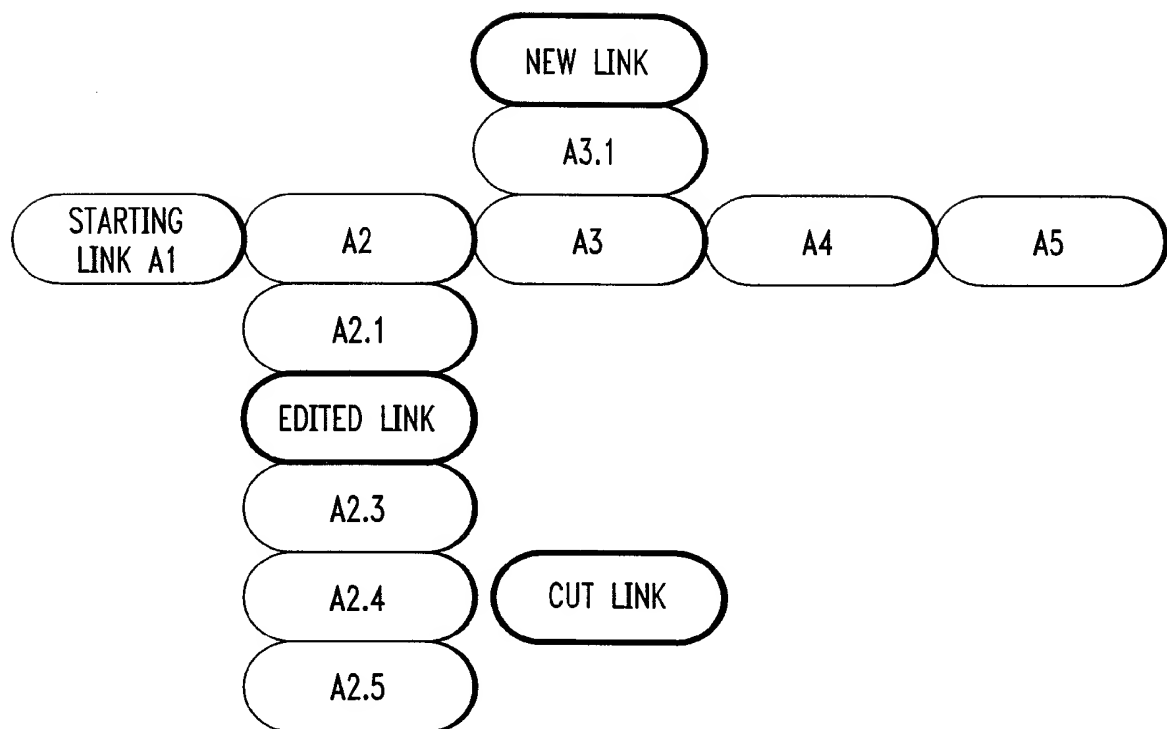 NEW LINK
A3.1
STARTING
LINK A1
A2
A3
A4
A5
A2.1
EDITED LINK
A2.3
A2.4
CUT LINK
A2.5